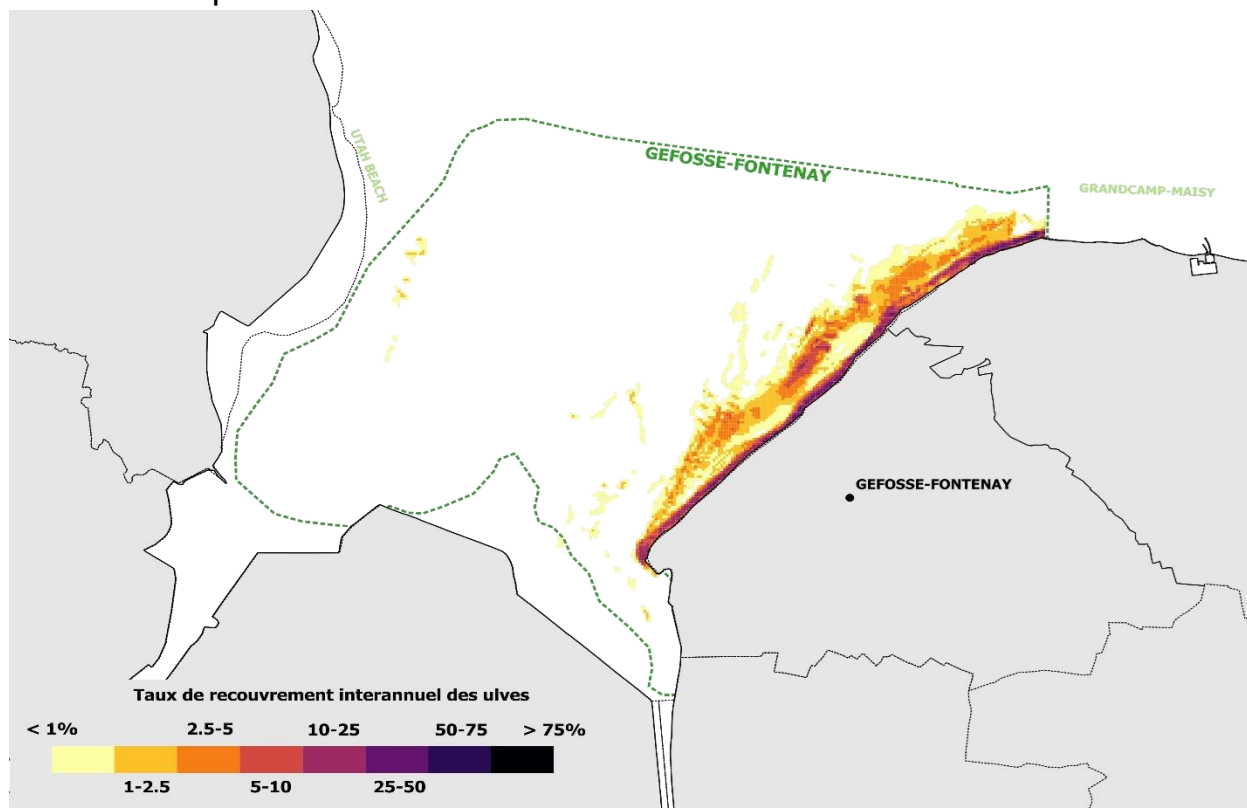 UTAH BEACH
GEFOSSE-FONTENAY
GRANDCAMP-MAISY
GEFOSSE-FONTENAY
Taux de recouvrement interannuel des ulves
< 1% 2.5-5 10-25 50-75 > 75%
1-2.5 5-10 25-50